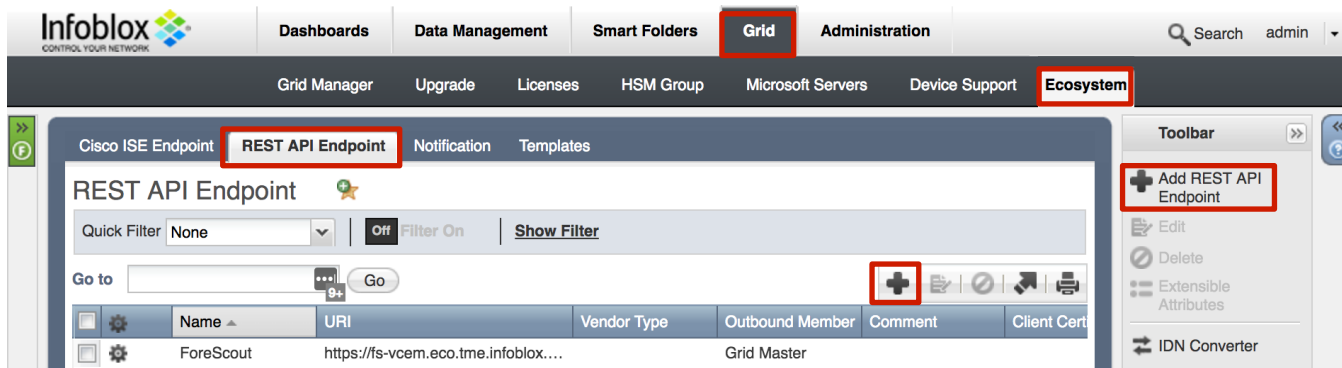 Infoblox
CONTROL YOUR NETWORK
Dashboards Data Management Smart Folders Grid Administration Search admin
Grid Manager Upgrade Licenses HSM Group Microsoft Servers Device Support Ecosystem
Cisco ISE Endpoint REST API Endpoint Notification Templates
REST API Endpoint
Quick Filter None Off Filter On Show Filter
Go to 9+ Go
Name URI Vendor Type Outbound Member Comment Client Certi
ForeScout https://fs-vcem.eco.tme.infoblox.... Grid Master
Toolbar
Add REST API
Endpoint
Edit
Delete
Extensible
Attributes
IDN Converter
F
?